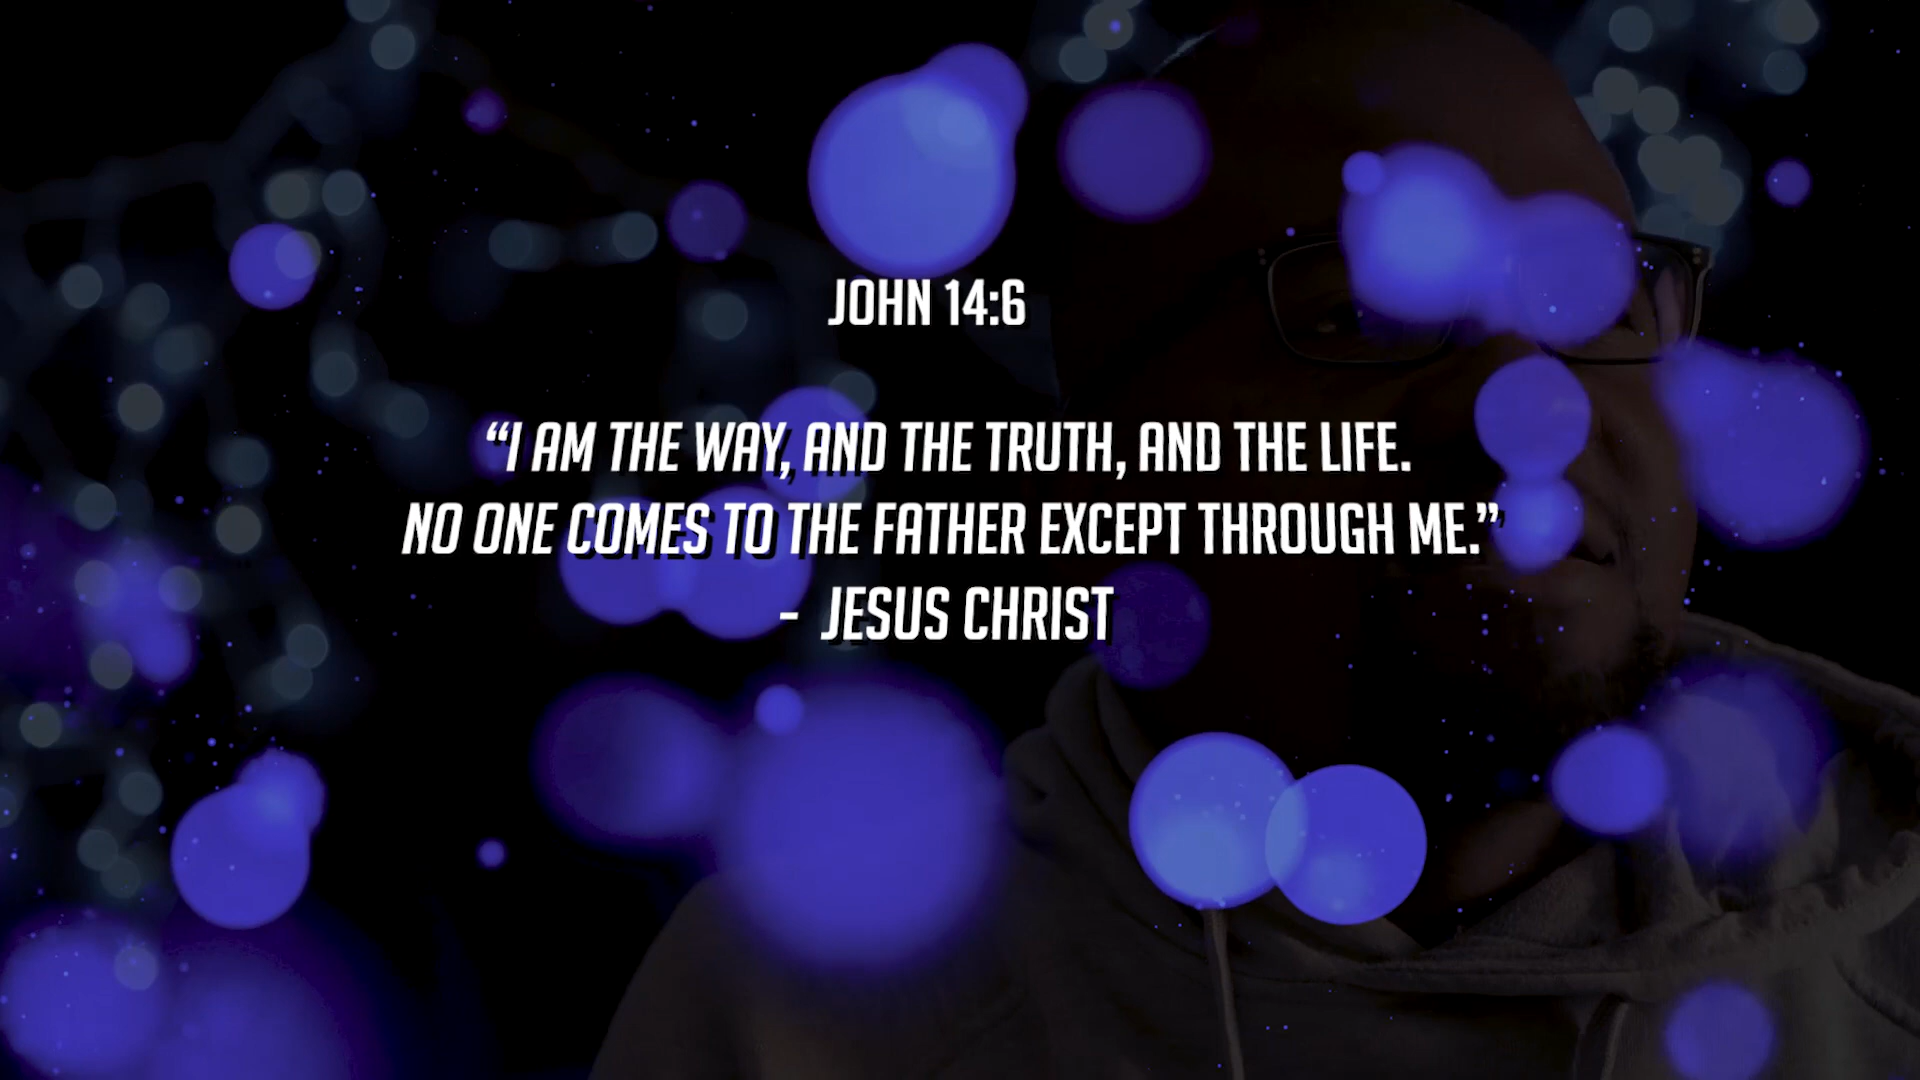 JOHN 14:6
“I AM THE WAY, AND THE TRUTH, AND THE LIFE.
NO ONE COMES TO THE FATHER EXCEPT THROUGH ME.”
- JESUS CHRIST